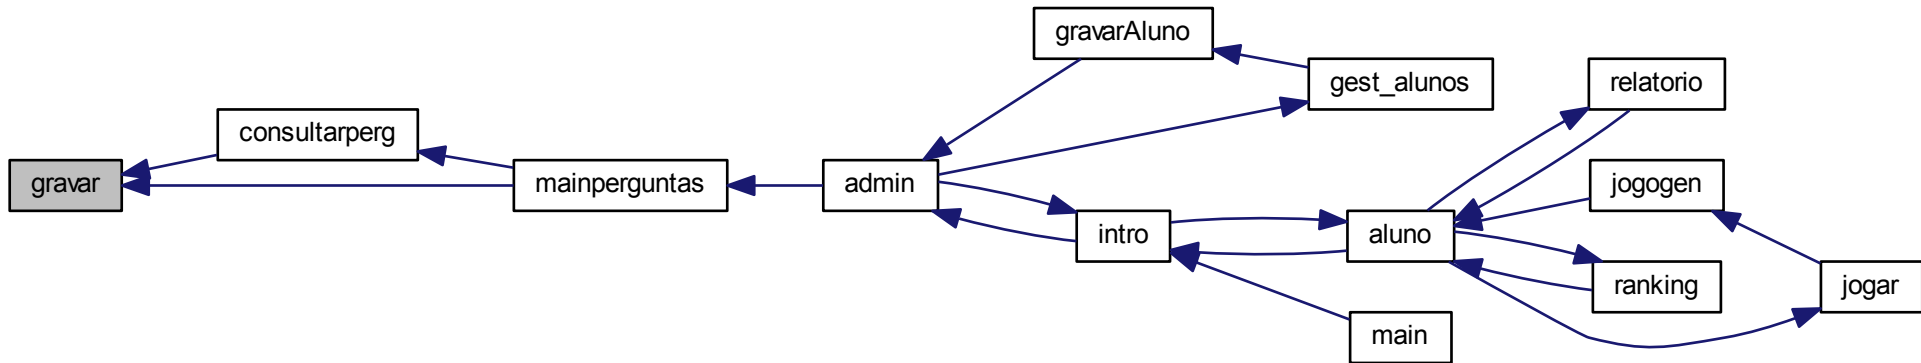 gravar
consultarperg
mainperguntas
admin
gravarAluno
gest_alunos
intro
aluno
main
relatorio
jogogen
ranking
jogar